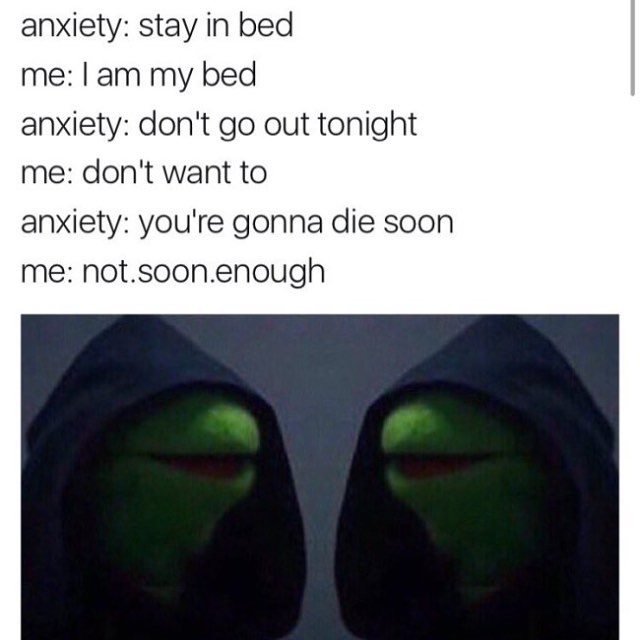 anxiety: stay in bed
me: I am my bed
anxiety: don't go out tonight
me: don't want to
anxiety: you're gonna die soon
me: not.soon.enough